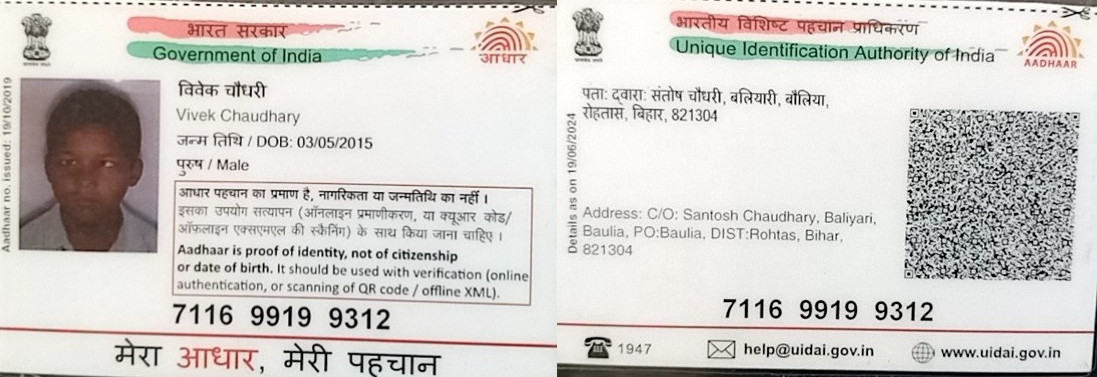 भारत सरकार
Government of India
आधार
Aadhaar no. issued: 19/10/2019
विवेक चौधरी
Vivek Chaudhary
जन्म तिथि / DOB: 03/05/2015
पुरुष / Male
आधार पहचान का प्रमाण है, नागरिकता या जन्मतिथि का नहीं ।
इसका उपयोग सत्यापन (ऑनलाइन प्रमाणीकरण, या क्यूआर कोड/
ऑफ़लाइन एक्सएमएल की स्कैनिंग) के साथ किया जाना चाहिए ।
Aadhaar is proof of identity, not of citizenship
or date of birth. It should be used with verification (online
authentication, or scanning of QR code / offline XML).
7116 9919 9312
मेरा आधार, मेरी पहचान
भारतीय विशिष्ट पहचान प्राधिकरण
Unique Identification Authority of India
AADHAAR
Details as on 19/06/2024
पता: द्वारा: संतोष चौधरी, बलियारी, बौलिया,
रोहतास, बिहार, 821304
Address: C/O: Santosh Chaudhary, Baliyari,
Baulia, PO:Baulia, DIST:Rohtas, Bihar,
821304
7116 9919 9312
1947 help@uidai.gov.in www.uidai.gov.in